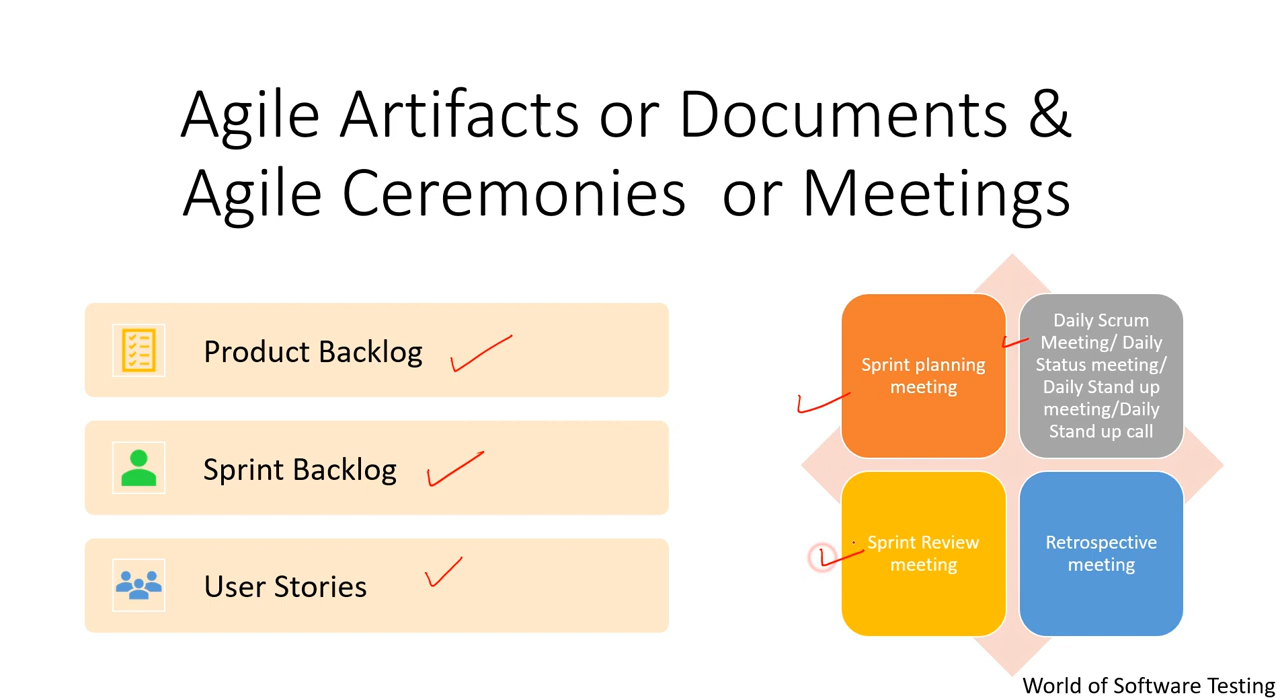 Agile Artifacts or Documents &
Agile Ceremonies or Meetings
Product Backlog
Sprint Backlog
User Stories
Sprint planning
meeting
Daily Scrum
Meeting/ Daily
Status meeting/
Daily Stand up
meeting/Daily
Stand up call
Sprint Review
meeting
Retrospective
meeting
World of Software Testing